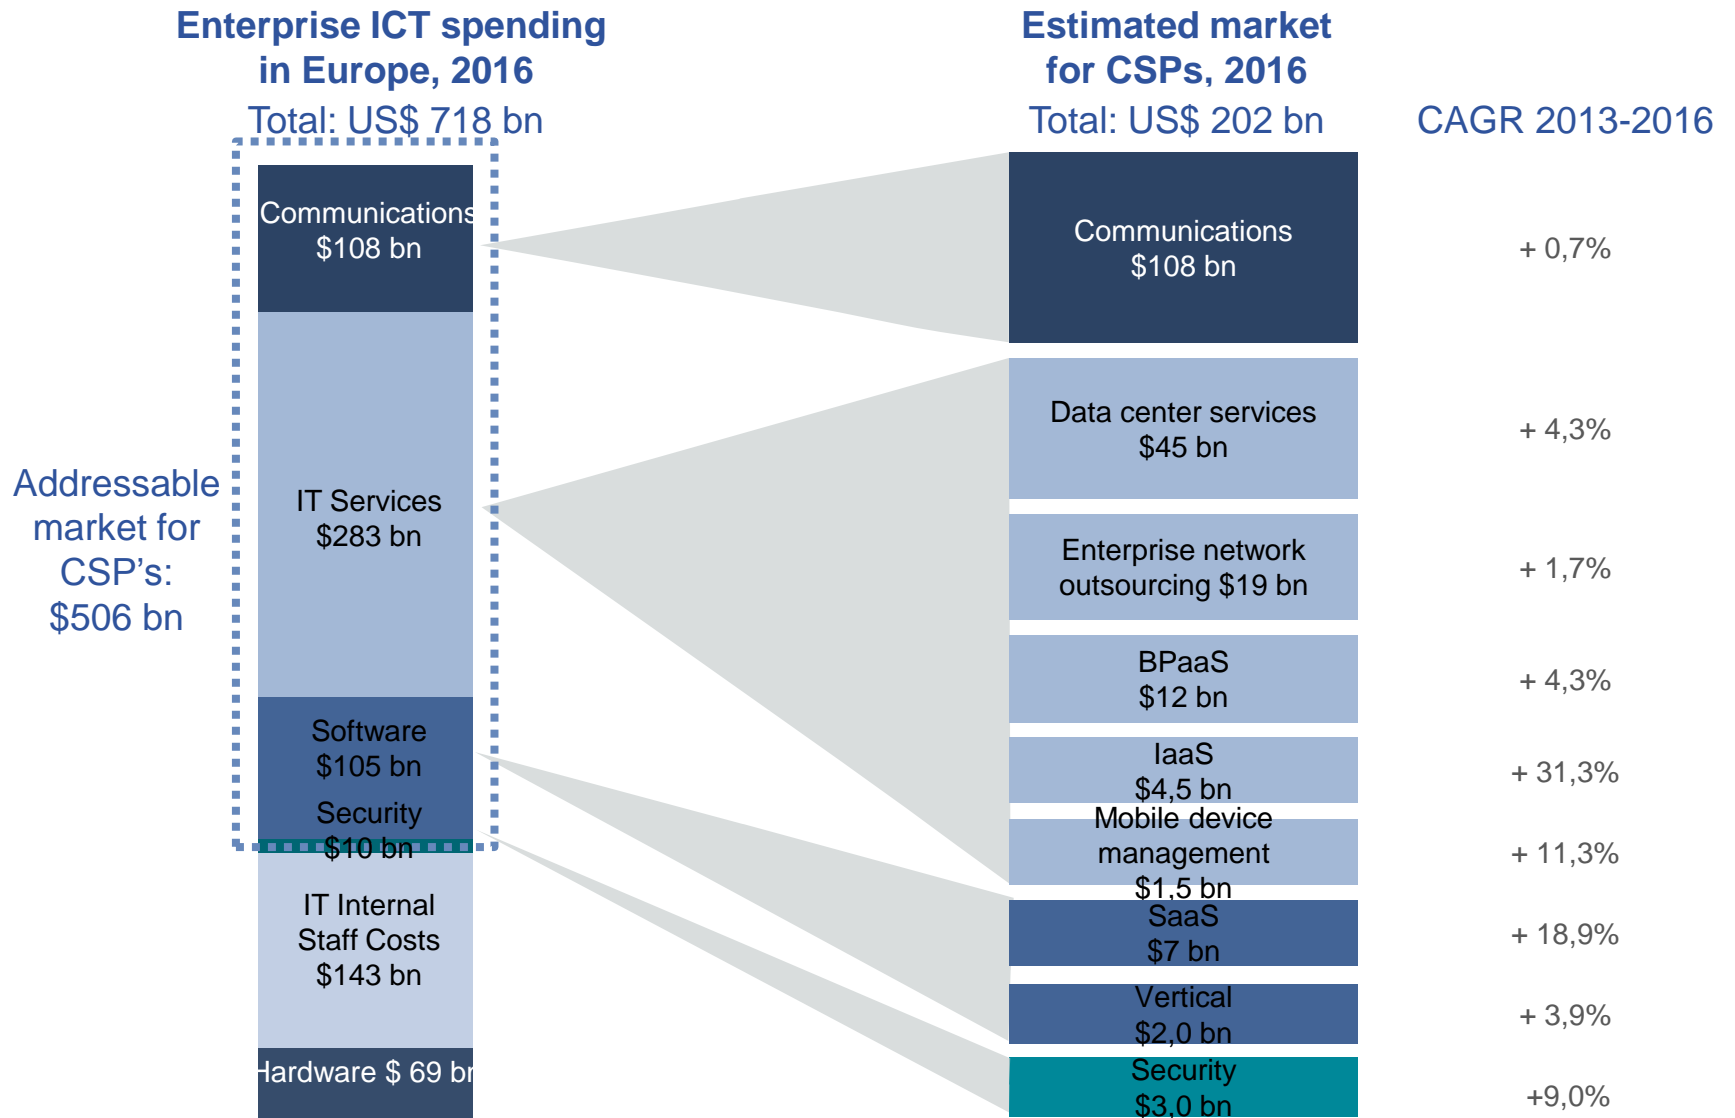 Enterprise ICT spending
in Europe, 2016
Total: US$ 718 bn
Estimated market
for CSPs, 2016
Total: US$ 202 bn
CAGR 2013-2016
Addressable
market for
CSP’s:
$506 bn
Communications
$108 bn
IT Services
$283 bn
Software
$105 bn
Security
$10 bn
IT Internal
Staff Costs
$143 bn
Hardware $ 69 bn
Communications
$108 bn
+ 0,7%
Data center services
$45 bn
+ 4,3%
Enterprise network
outsourcing $19 bn
+ 1,7%
BPaaS
$12 bn
+ 4,3%
IaaS
$4,5 bn
+ 31,3%
Mobile device
management
$1,5 bn
+ 11,3%
SaaS
$7 bn
+ 18,9%
Vertical
$2,0 bn
+ 3,9%
Security
$3,0 bn
+9,0%